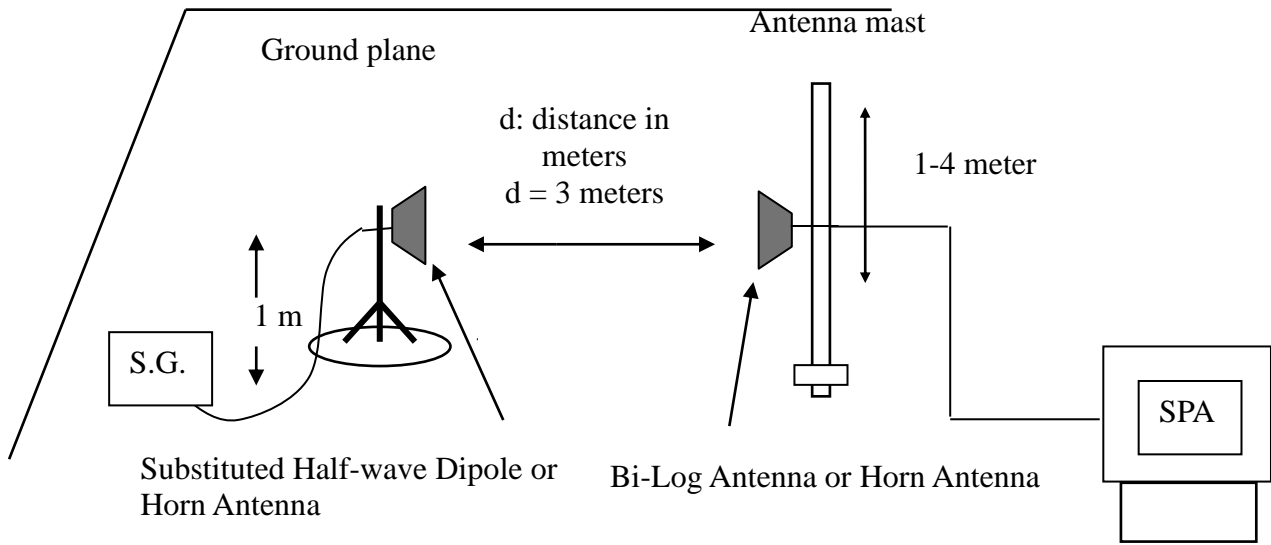 Antenna mast
Ground plane
d: distance in
meters
d = 3 meters
1-4 meter
1 m
S.G.
SPA
Substituted Half-wave Dipole or
Horn Antenna
Bi-Log Antenna or Horn Antenna